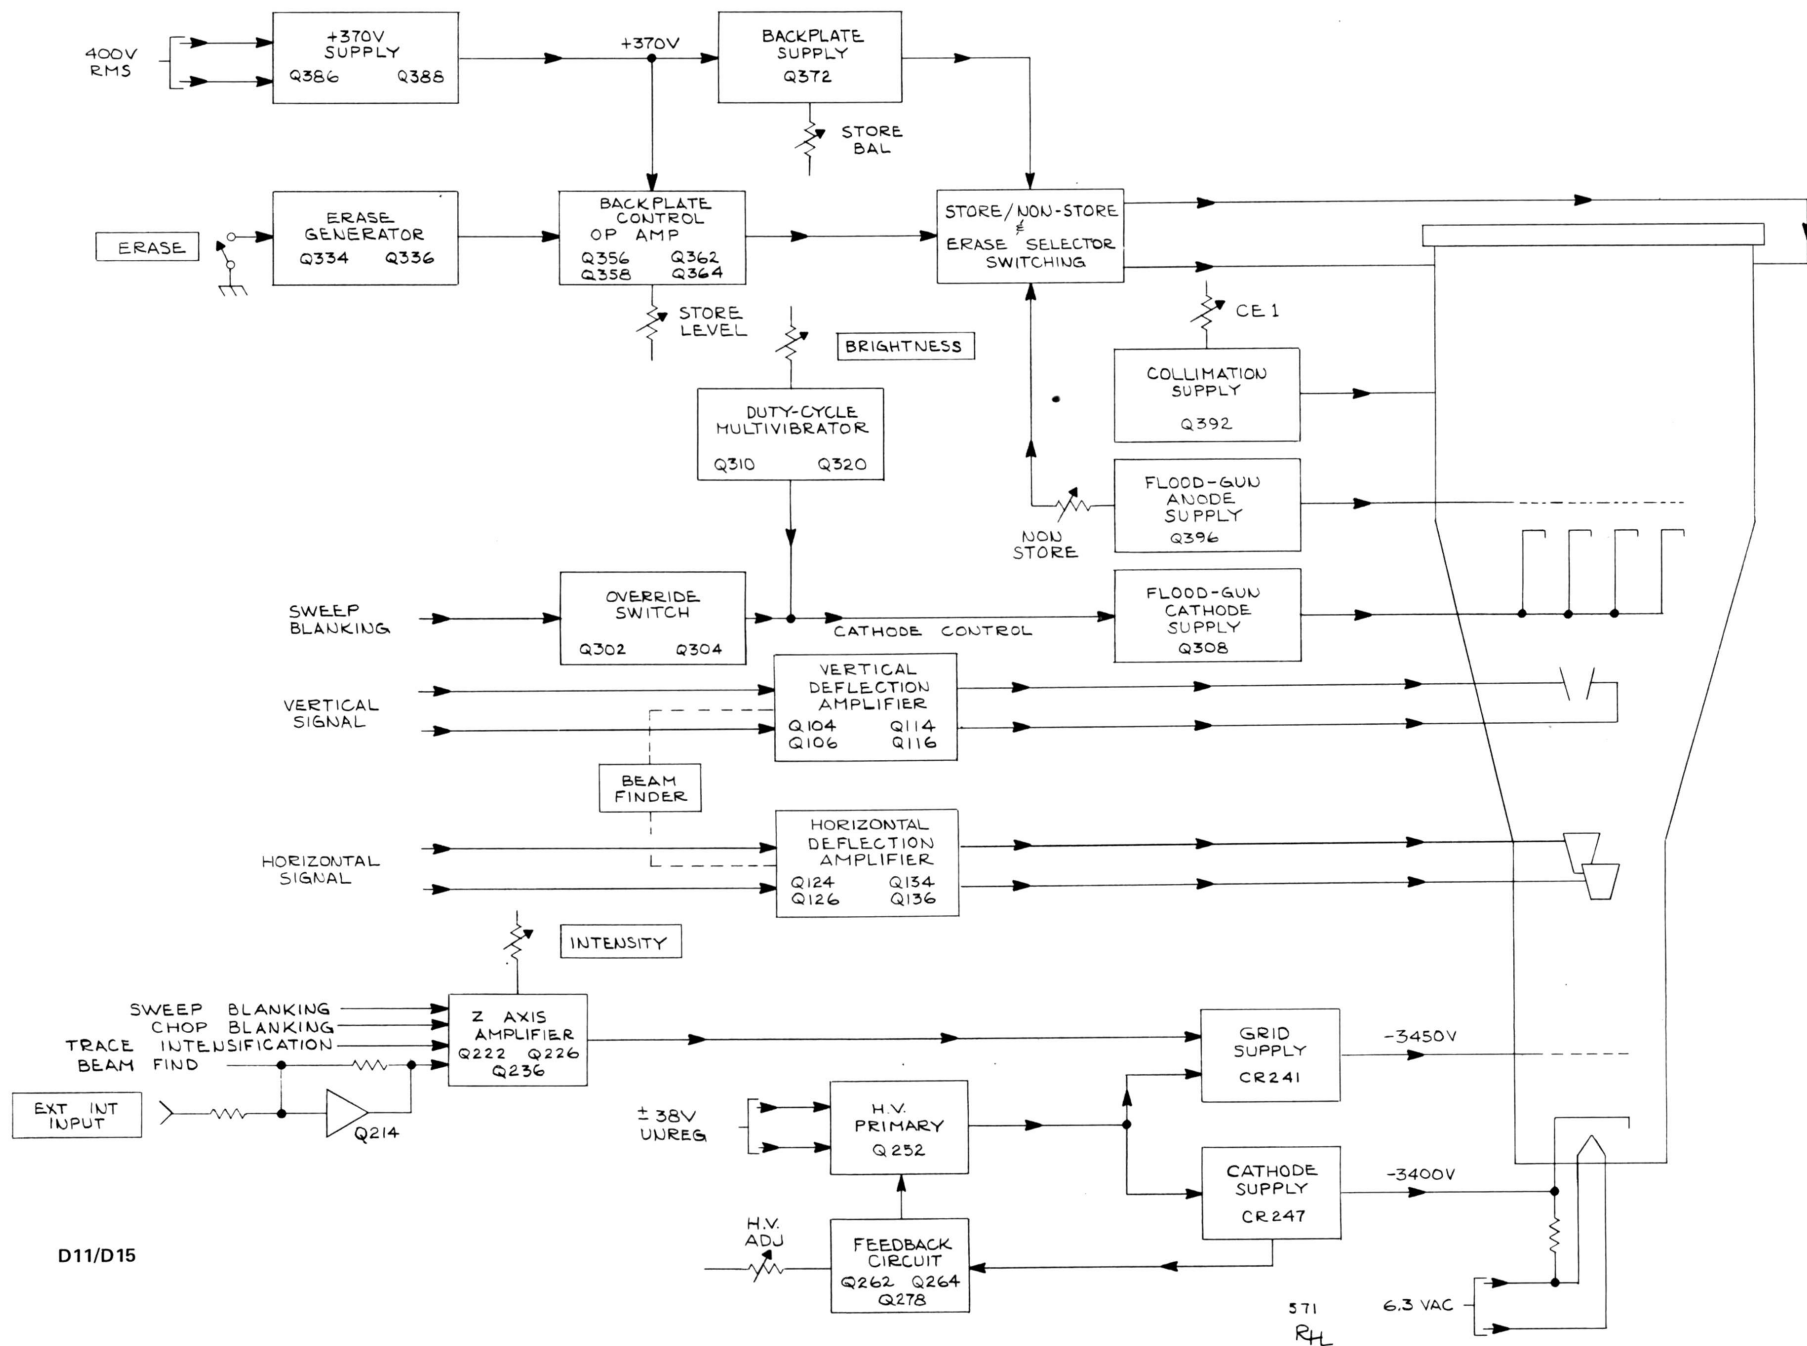 400V
RMS
+370V
SUPPLY
Q386 Q388
+370V
BACKPLATE
SUPPLY
Q372
STORE
BAL
ERASE
ERASE
GENERATOR
Q334 Q336
BACKPLATE
CONTROL
OP AMP
Q356 Q362
Q358 Q364
STORE
LEVEL
STORE/NON-STORE
&
ERASE SELECTOR
SWITCHING
CE 1
BRIGHTNESS
COLLIMATION
SUPPLY
Q392
DUTY-CYCLE
MULTIVIBRATOR
Q310 Q320
NON
STORE
FLOOD-GUN
ANODE
SUPPLY
Q396
SWEEP
BLANKING
OVERRIDE
SWITCH
Q302 Q304
CATHODE CONTROL
FLOOD-GUN
CATHODE
SUPPLY
Q308
VERTICAL
SIGNAL
VERTICAL
DEFLECTION
AMPLIFIER
Q104 Q114
Q106 Q116
BEAM
FINDER
HORIZONTAL
SIGNAL
HORIZONTAL
DEFLECTION
AMPLIFIER
Q124 Q134
Q126 Q136
INTENSITY
SWEEP BLANKING
CHOP BLANKING
TRACE INTENSIFICATION
BEAM FIND
Z AXIS
AMPLIFIER
Q222 Q226
Q236
EXT INT
INPUT
Q214
GRID
SUPPLY
CR241
-3450V
± 38V
UNREG
H.V.
PRIMARY
Q252
CATHODE
SUPPLY
CR247
-3400V
H.V.
ADJ
FEEDBACK
CIRCUIT
Q262 Q264
Q278
6.3 VAC
D11/D15
571
RHL